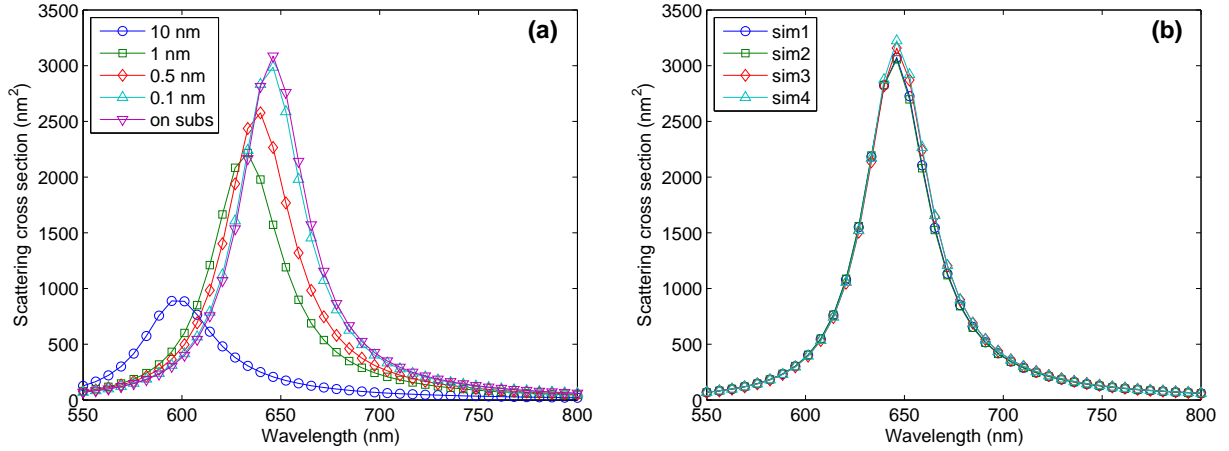 (a)
10 nm
1 nm
0.5 nm
0.1 nm
on subs
3500
3000
2500
2000
1500
1000
500
0
550
600
650
700
750
800
Wavelength (nm)
Scattering cross section (nm²)
(b)
sim1
sim2
sim3
sim4
3500
3000
2500
2000
1500
1000
500
0
550
600
650
700
750
800
Wavelength (nm)
Scattering cross section (nm²)